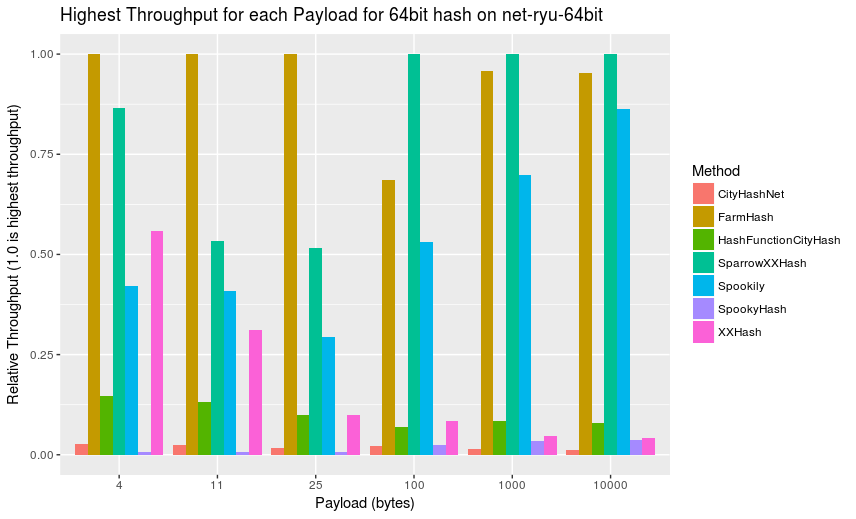 Highest Throughput for each Payload for 64bit hash on net-ryu-64bit
Relative Throughput (1.0 is highest throughput)
1.00
0.75
0.50
0.25
0.00
4
11
25
100
1000
10000
Payload (bytes)
Method
CityHashNet
FarmHash
HashFunctionCityHash
SparrowXXHash
Spookily
SpookyHash
XXHash